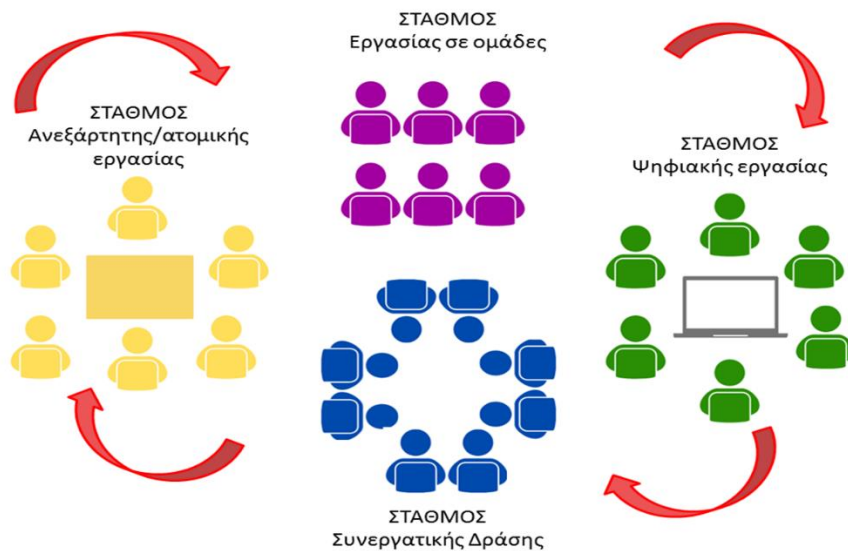 ΣΤΑΘΜΟΣ
Εργασίας σε ομάδες
ΣΤΑΘΜΟΣ
Ανεξάρτητης/ατομικής
εργασίας
ΣΤΑΘΜΟΣ
Ψηφιακής εργασίας
ΣΤΑΘΜΟΣ
Συνεργατικής Δράσης